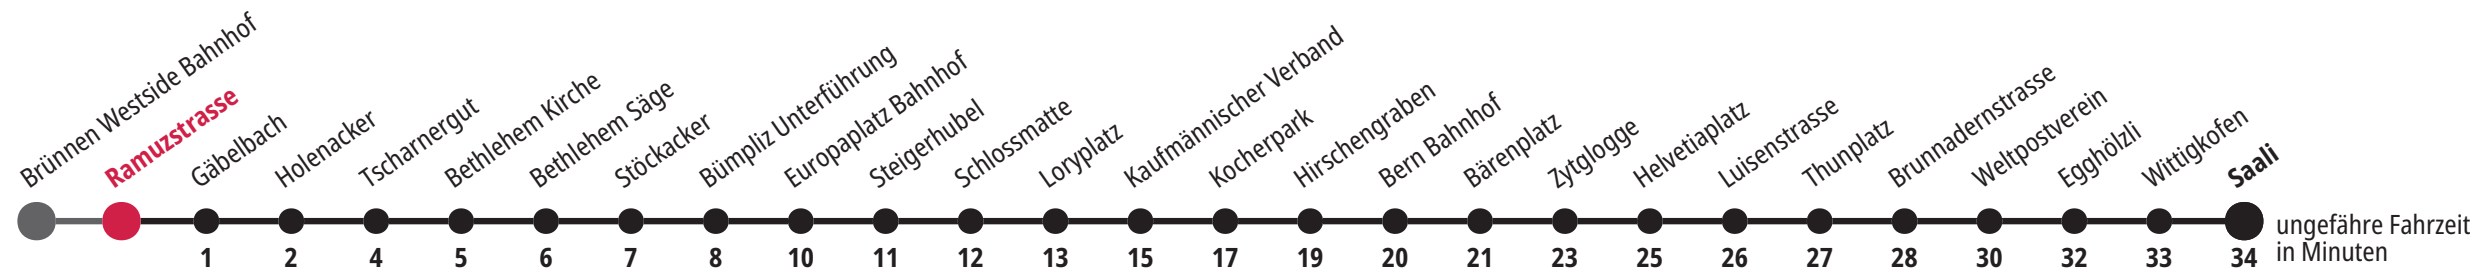 Brünnen Westside Bahnhof
Ramuzstrasse
Gäbelbach
Holenacker
Tscharnergut
Bethlehem Kirche
Bethlehem Säge
Stöckacker
Bümpliz Unterführung
Europaplatz Bahnhof
Steigerhubel
Schlossmatte
Loryplatz
Kaufmännischer Verband
Kocherpark
Hirschengraben
Bern Bahnhof
Bärenplatz
Zytglogge
Helvetiaplatz
Luisenstrasse
Thunplatz
Brunnadernstrasse
Weltpostverein
Egghölzli
Wittigkofen
Saali
1 2 4 5 6 7 8 10 11 12 13 15 17 19 20 21 23 25 26 27 28 30 32 33 34
ungefähre Fahrzeit
in Minuten